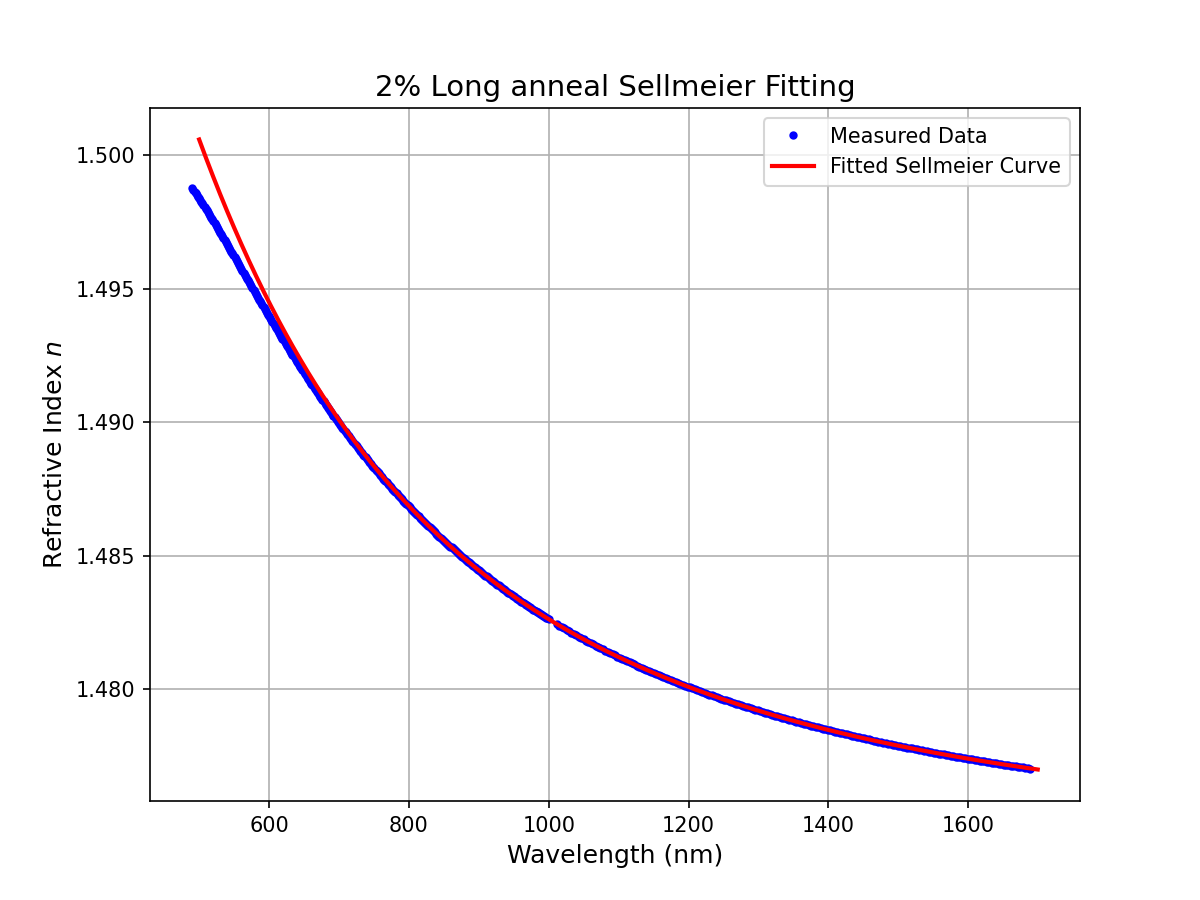 2% Long anneal Sellmeier Fitting
Measured Data
Fitted Sellmeier Curve
Refractive Index n
1.500
1.495
1.490
1.485
1.480
600 800 1000 1200 1400 1600
Wavelength (nm)